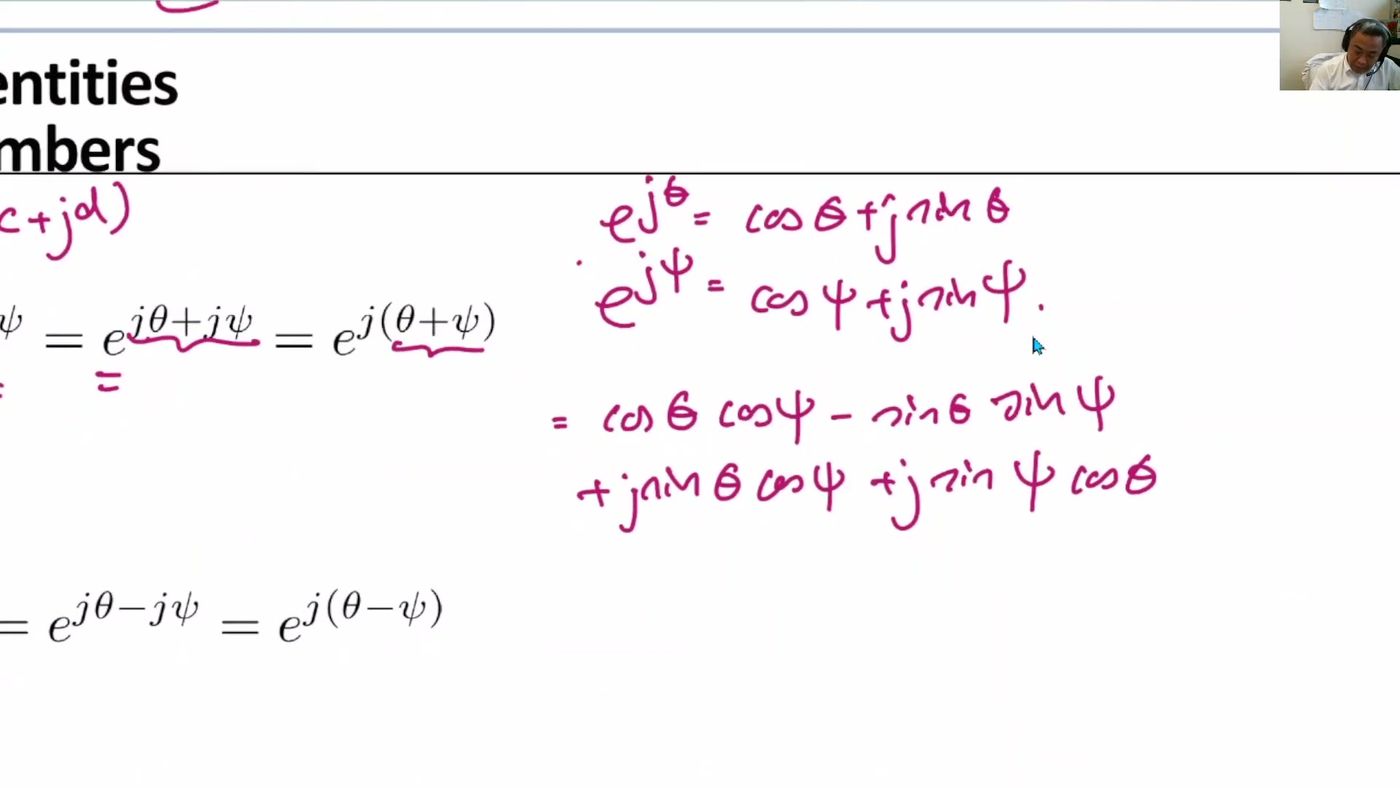 entities
mbers
c+jd)
e^{jθ} = cos θ + j sin θ
e^{jψ} = cos ψ + j sin ψ.
ψ = e^{jθ+jψ} = e^{j(θ+ψ)}
= cos θ cos ψ - sin θ sin ψ
+ j sin θ cos ψ + j sin ψ cos θ
= e^{jθ-jψ} = e^{j(θ-ψ)}